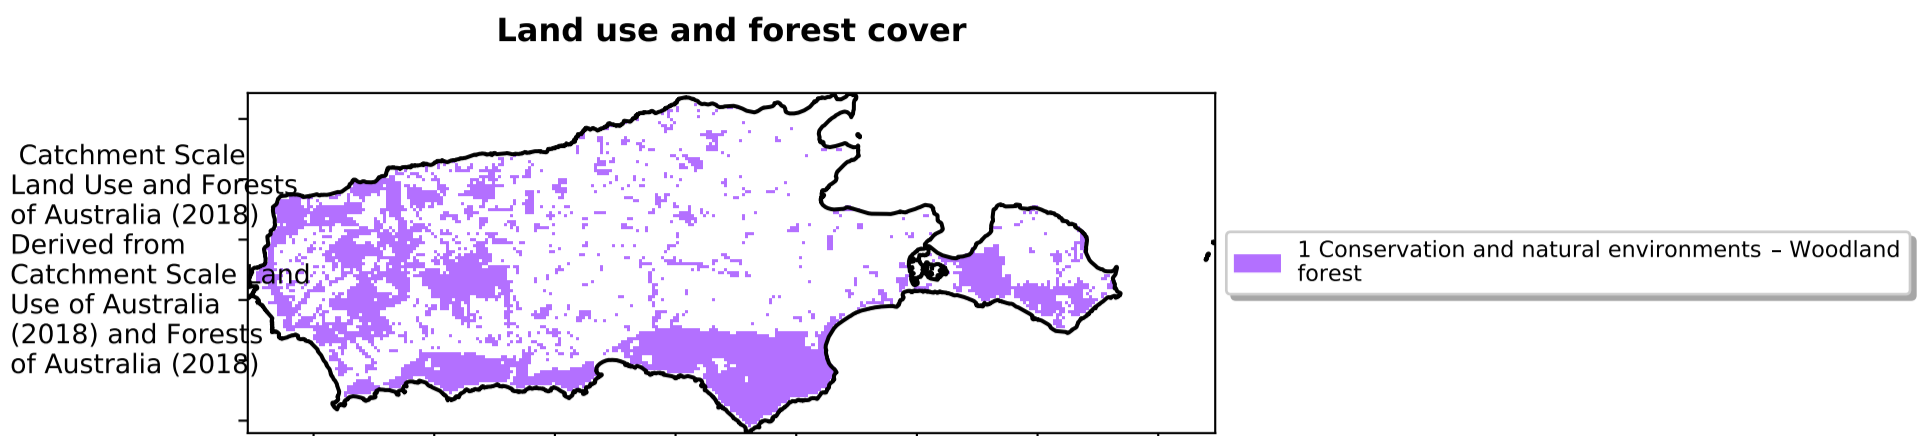 Land use and forest cover
Catchment Scale
Land Use and Forests
of Australia (2018)
Derived from
Catchment Scale Land
Use of Australia
(2018) and Forests
of Australia (2018)
1 Conservation and natural environments – Woodland
forest